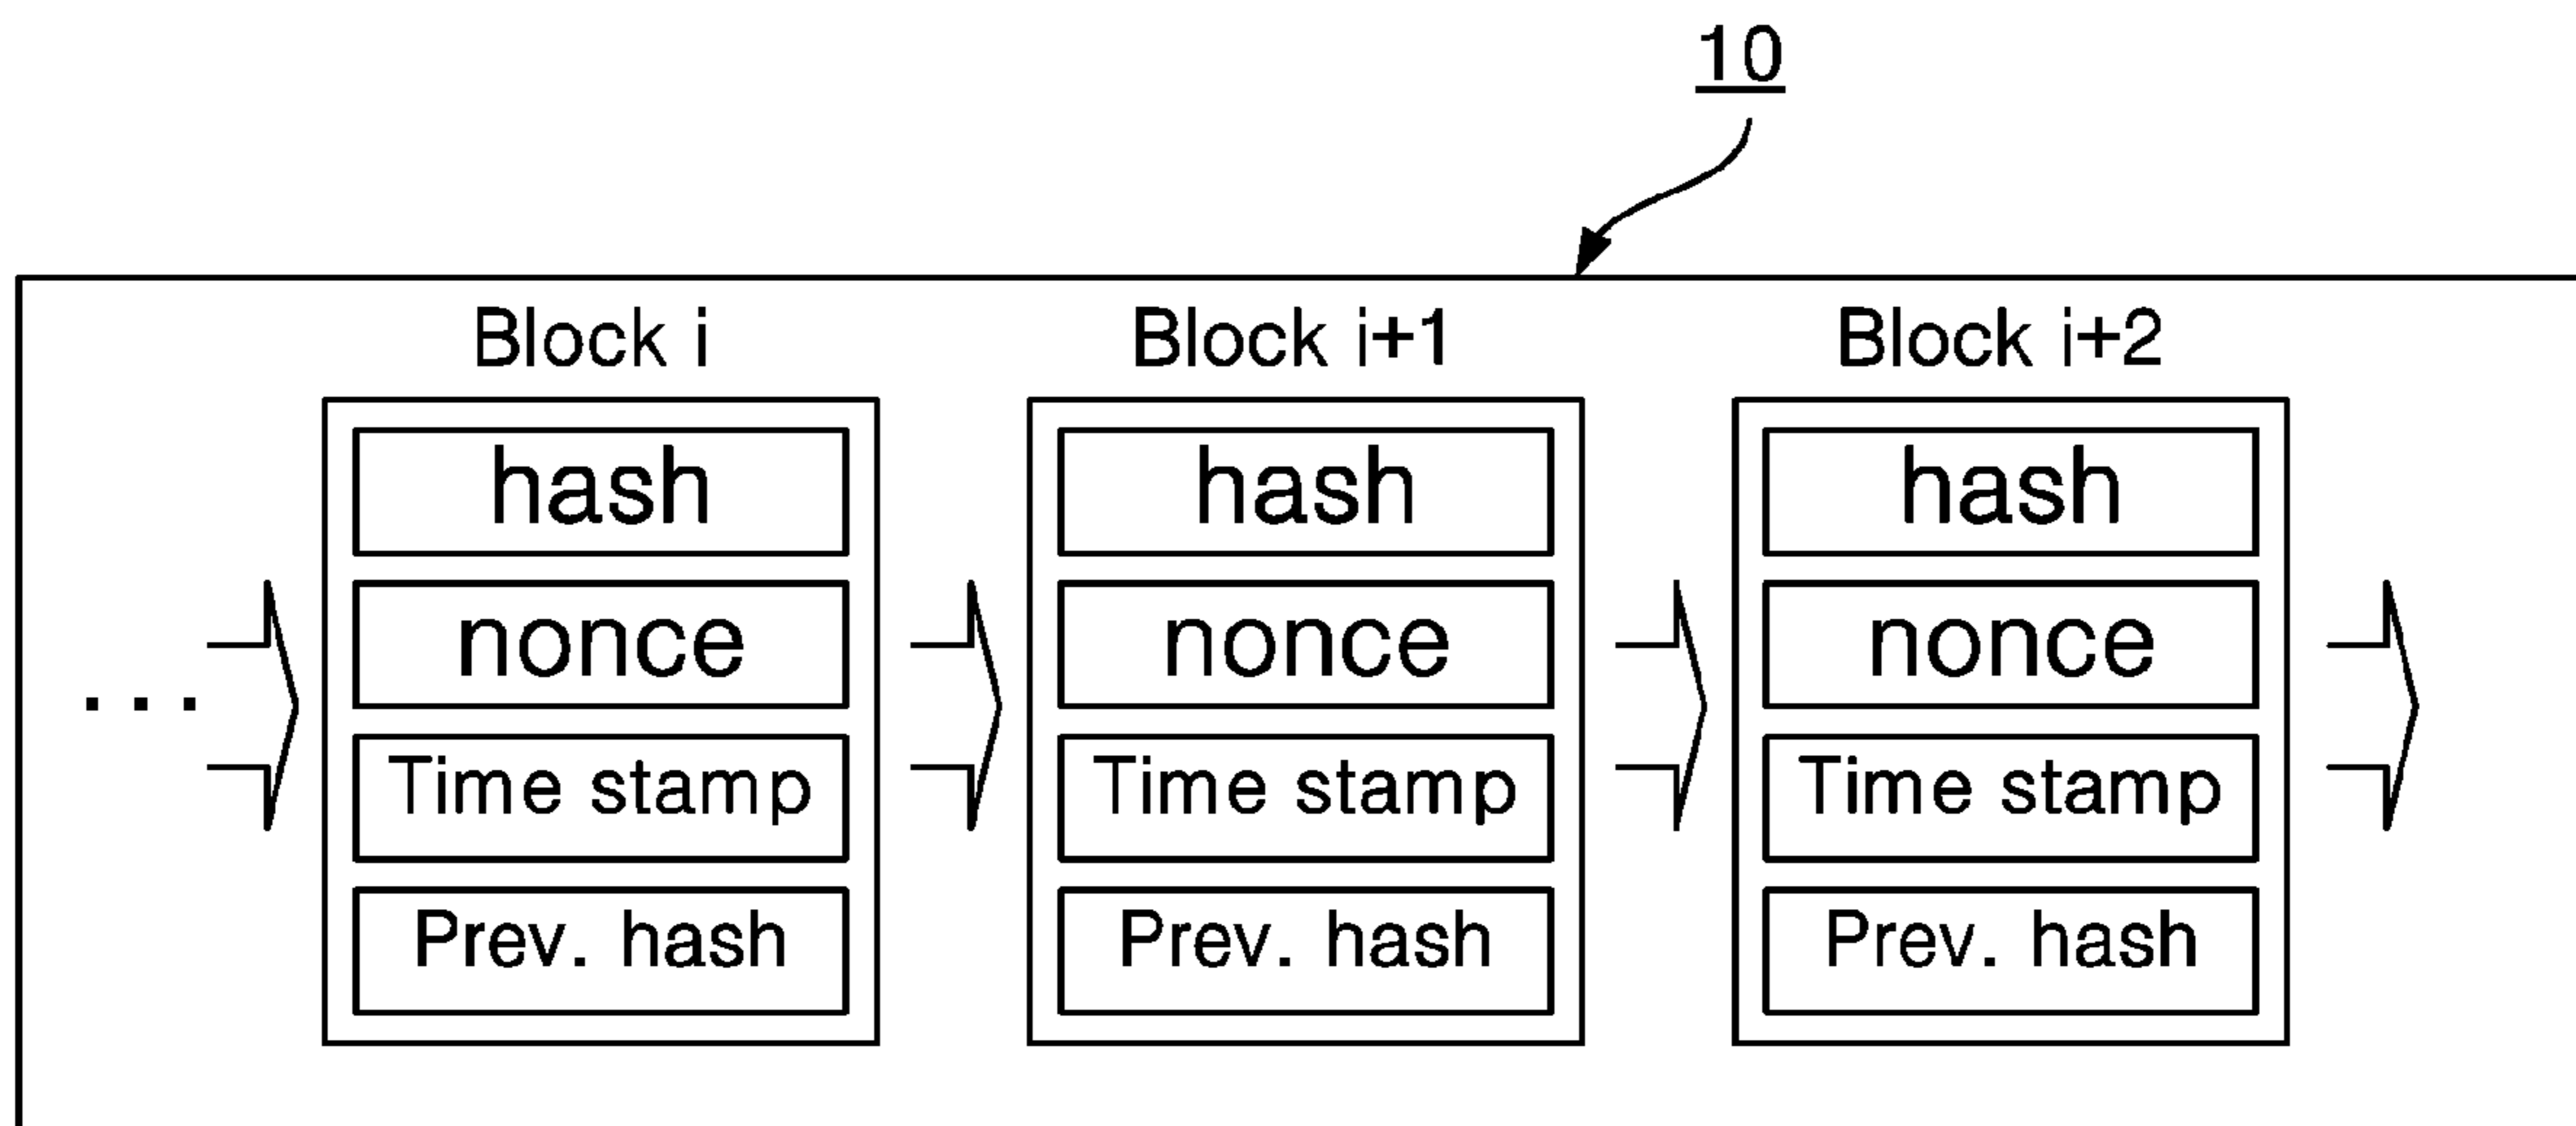 10
Block i
Block i+1
Block i+2
hash
hash
hash
nonce
nonce
nonce
...
Time stamp
Time stamp
Time stamp
Prev. hash
Prev. hash
Prev. hash